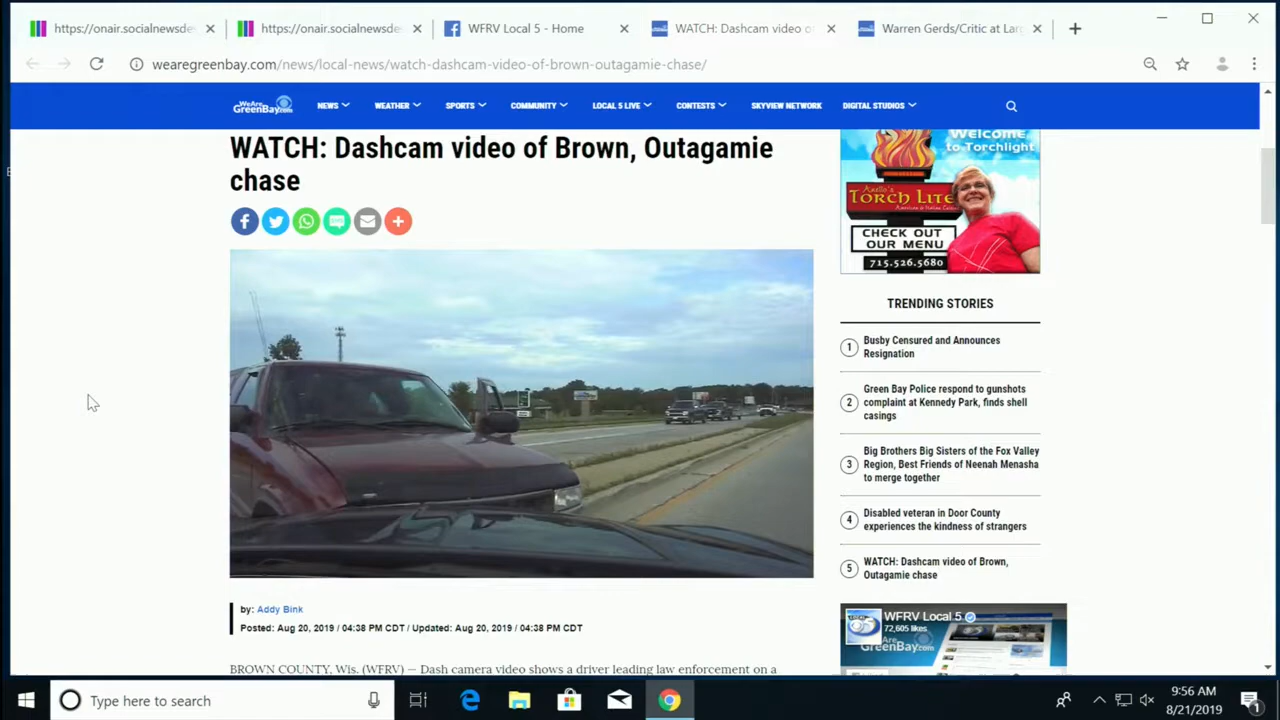 https://onair.socialnewsde
https://onair.socialnewsde
WFRV Local 5 - Home
WATCH: Dashcam video o
Warren Gerds/Critic at Lar
wearegreenbay.com/news/local-news/watch-dashcam-video-of-brown-outagamie-chase/
WeAre
GreenBay.com
NEWS
WEATHER
SPORTS
COMMUNITY
LOCAL 5 LIVE
CONTESTS
SKYVIEW NETWORK
DIGITAL STUDIOS
WATCH: Dashcam video of Brown, Outagamie
chase
by: Addy Bink
Posted: Aug 20, 2019 / 04:38 PM CDT / Updated: Aug 20, 2019 / 04:38 PM CDT
BROWN COUNTY, Wis. (WFRV) — Dash camera video shows a driver leading law enforcement on a
Welcome
to Torchlight
TORCH LITE
CHECK OUT
OUR MENU
715.526.5680
TRENDING STORIES
1 Busby Censured and Announces
Resignation
2 Green Bay Police respond to gunshots
complaint at Kennedy Park, finds shell
casings
3 Big Brothers Big Sisters of the Fox Valley
Region, Best Friends of Neenah Menasha
to merge together
4 Disabled veteran in Door County
experiences the kindness of strangers
5 WATCH: Dashcam video of Brown,
Outagamie chase
WFRV Local 5
72,605 likes
WeAre
GreenBay.com
Type here to search
9:56 AM
8/21/2019
1